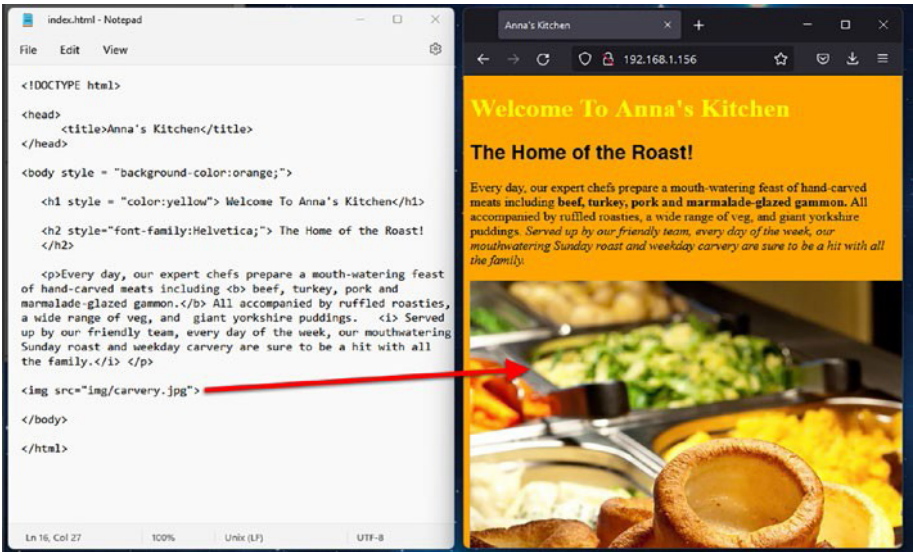 index.html - Notepad
File Edit View
<!DOCTYPE html>
<head>
<title>Anna's Kitchen</title>
</head>
<body style = "background-color:orange;">
<h1 style = "color:yellow"> Welcome To Anna's Kitchen</h1>
<h2 style="font-family:Helvetica;"> The Home of the Roast!
</h2>
<p>Every day, our expert chefs prepare a mouth-watering feast
of hand-carved meats including <b> beef, turkey, pork and
marmalade-glazed gammon.</b> All accompanied by ruffled roasties,
a wide range of veg, and giant yorkshire puddings. <i> Served
up by our friendly team, every day of the week, our mouthwatering
Sunday roast and weekday carvery are sure to be a hit with all
the family.</i> </p>
<img src="img/carvery.jpg">
</body>
</html>
Ln 16, Col 27 100% Unix (LF) UTF-8
Anna's Kitchen
192.168.1.156
Welcome To Anna's Kitchen
The Home of the Roast!
Every day, our expert chefs prepare a mouth-watering feast of hand-carved
meats including beef, turkey, pork and marmalade-glazed gammon. All
accompanied by ruffled roasties, a wide range of veg, and giant yorkshire
puddings. Served up by our friendly team, every day of the week, our
mouthwatering Sunday roast and weekday carvery are sure to be a hit with all
the family.